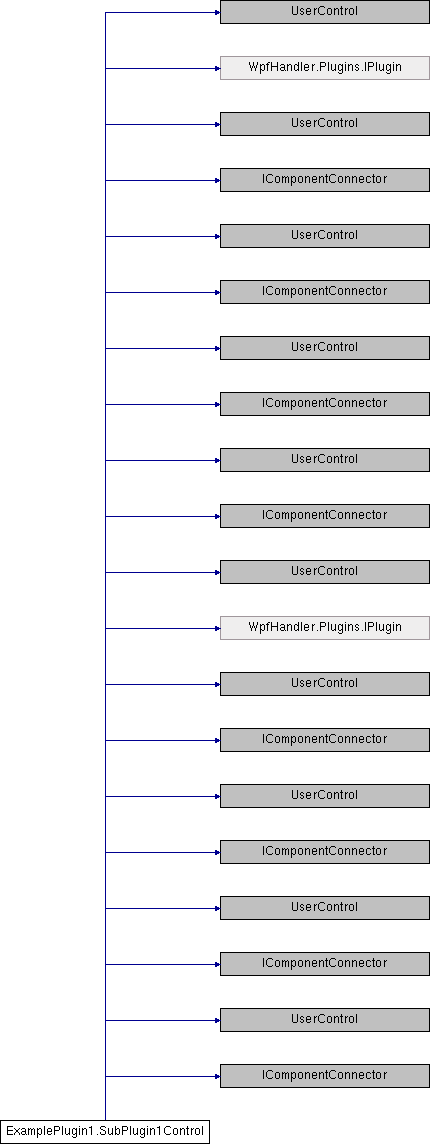 UserControl
WpfHandler.Plugins.IPlugin
UserControl
IComponentConnector
UserControl
IComponentConnector
UserControl
IComponentConnector
UserControl
IComponentConnector
UserControl
WpfHandler.Plugins.IPlugin
UserControl
IComponentConnector
UserControl
IComponentConnector
UserControl
IComponentConnector
UserControl
IComponentConnector
ExamplePlugin1.SubPlugin1Control